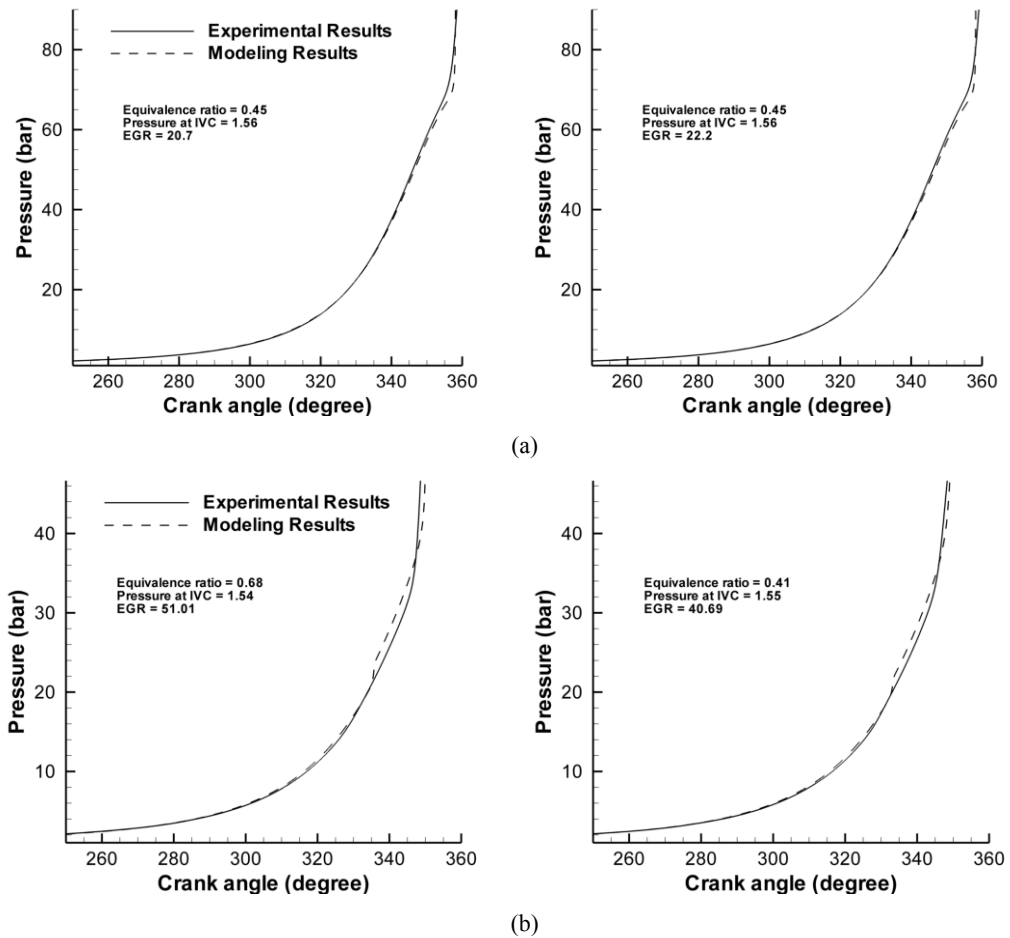 Experimental Results
Modeling Results
Equivalence ratio = 0.45
Pressure at IVC = 1.56
EGR = 20.7
Pressure (bar)
80
60
40
20
260 280 300 320 340 360
Crank angle (degree)
Equivalence ratio = 0.45
Pressure at IVC = 1.56
EGR = 22.2
Pressure (bar)
80
60
40
20
260 280 300 320 340 360
Crank angle (degree)
(a)
Experimental Results
Modeling Results
Equivalence ratio = 0.68
Pressure at IVC = 1.54
EGR = 51.01
Pressure (bar)
40
30
20
10
260 280 300 320 340 360
Crank angle (degree)
Equivalence ratio = 0.41
Pressure at IVC = 1.55
EGR = 40.69
Pressure (bar)
40
30
20
10
260 280 300 320 340 360
Crank angle (degree)
(b)